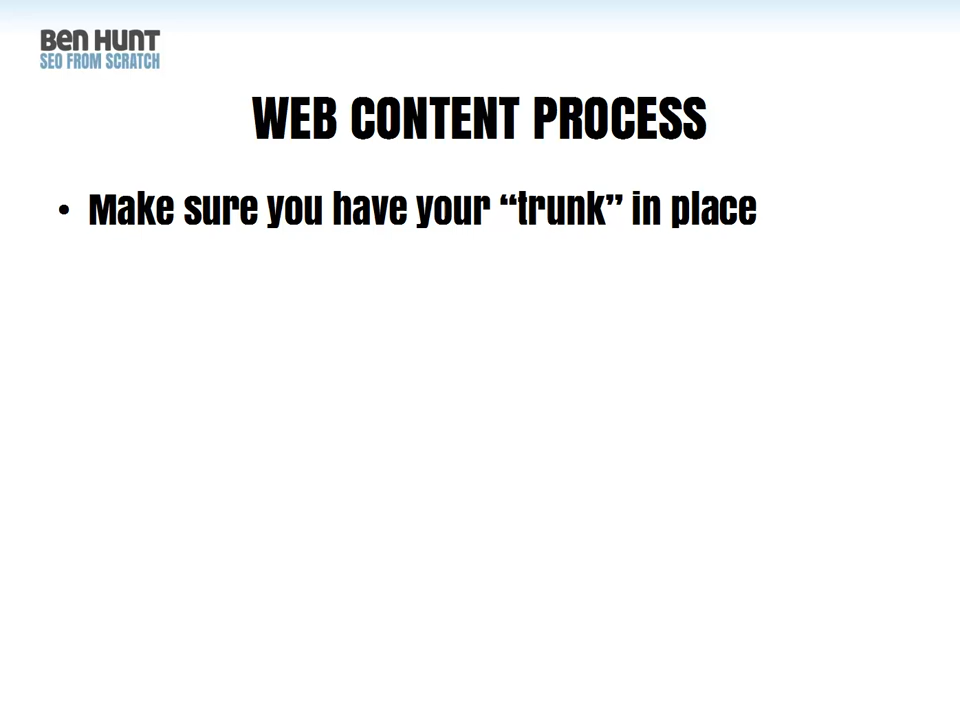 Ben Hunt
SEO FROM SCRATCH
WEB CONTENT PROCESS
• Make sure you have your “trunk” in place